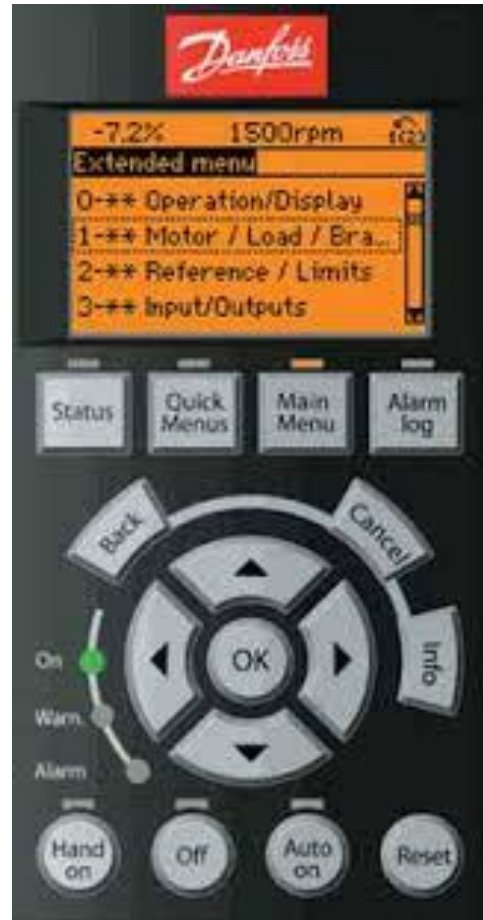 Danfoss
-7.2% 1500rpm 1(2)
Extended menu
0-** Operation/Display
1-** Motor / Load / Bra...
2-** Reference / Limits
3-** Input/Outputs
Status
Quick Menus
Main Menu
Alarm log
Back
Cancel
Info
OK
On
Warn.
Alarm
Hand on
Off
Auto on
Reset